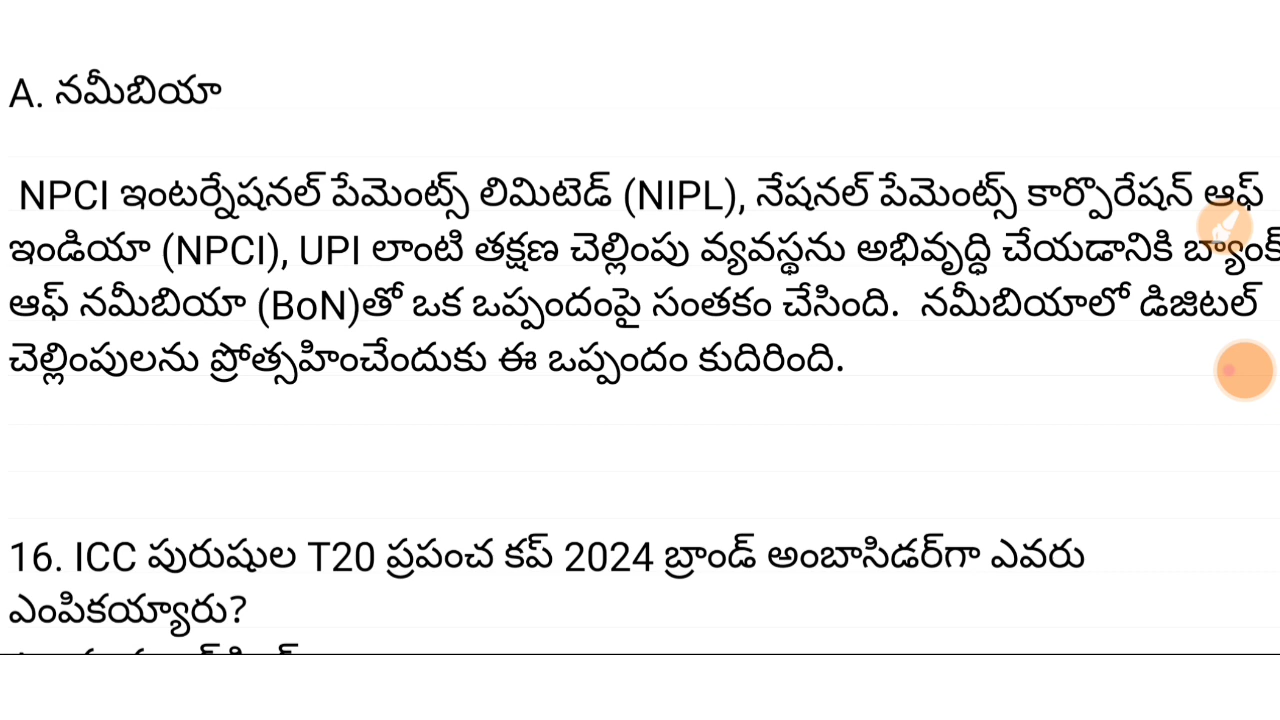 A. నమీబియా
NPCI ఇంటర్నేషనల్ పేమెంట్స్ లిమిటెడ్ (NIPL), నేషనల్ పేమెంట్స్ కార్పొరేషన్ ఆఫ్
ఇండియా (NPCI), UPI లాంటి తక్షణ చెల్లింపు వ్యవస్థను అభివృద్ధి చేయడానికి బ్యాంక్
ఆఫ్ నమీబియా (BoN)తో ఒక ఒప్పందంపై సంతకం చేసింది. నమీబియాలో డిజిటల్
చెల్లింపులను ప్రోత్సహించేందుకు ఈ ఒప్పందం కుదిరింది.
16. ICC పురుషుల T20 ప్రపంచ కప్ 2024 బ్రాండ్ అంబాసిడర్‌గా ఎవరు
ఎంపికయ్యారు?